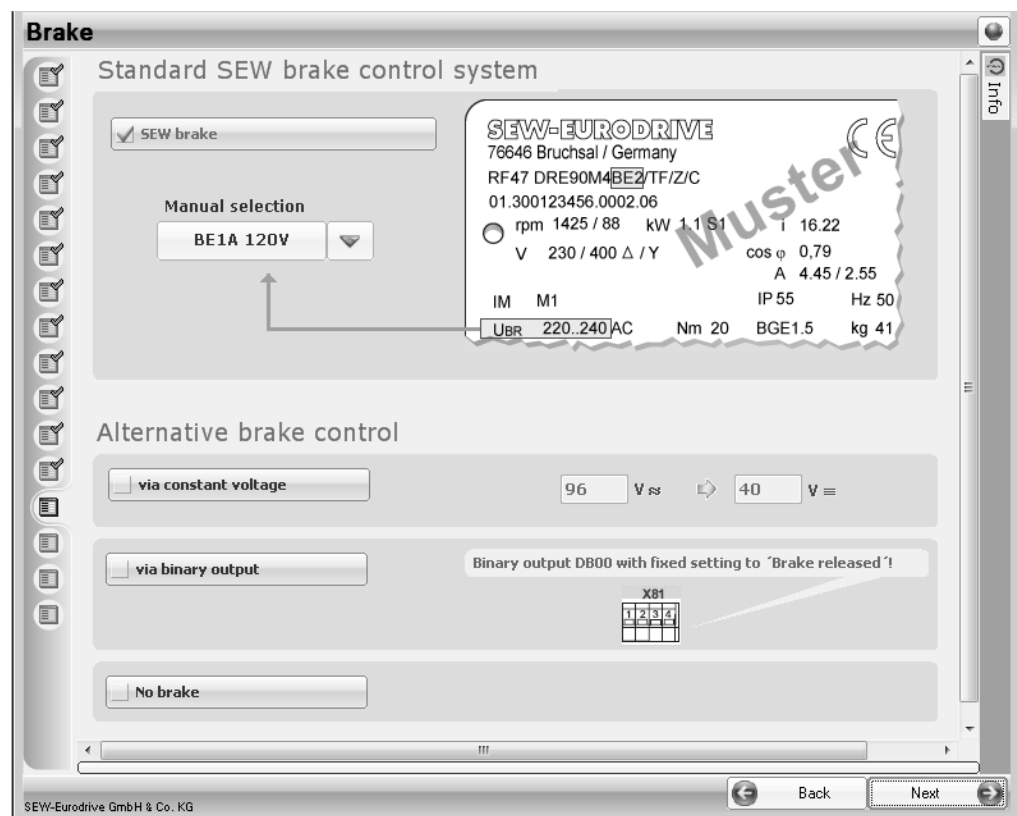 Brake
Info
Standard SEW brake control system
SEW brake
Manual selection
BE1A 120V
SEW-EURODRIVE
CE
76646 Bruchsal / Germany
RF47 DRE90M4BE2/TF/Z/C
01.300123456.0002.06
rpm 1425 / 88 kW 1.1 S1 i 16.22
V 230 / 400 Δ / Y cos φ 0,79
A 4.45 / 2.55
IM M1 IP 55 Hz 50
UBR 220..240 AC Nm 20 BGE1.5 kg 41
Muster
Alternative brake control
via constant voltage
96 V ≂ 40 V =
via binary output
Binary output DB00 with fixed setting to ´Brake released´!
X81
1 2 3 4
No brake
SEW-Eurodrive GmbH & Co. KG
Back
Next